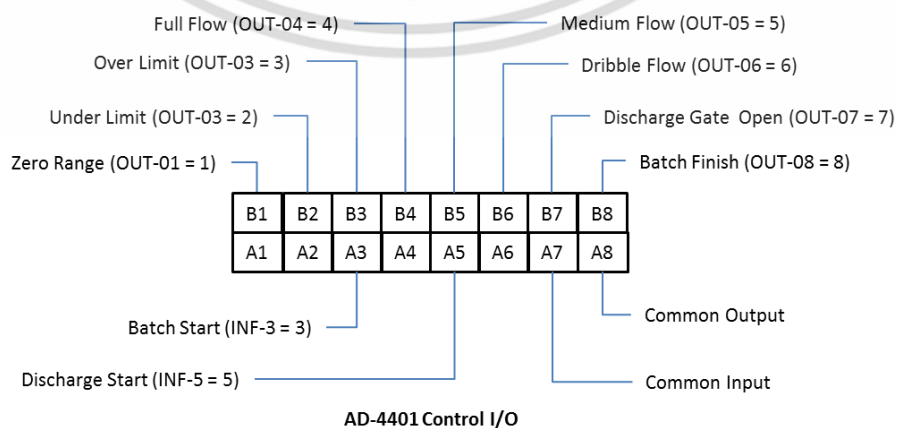 Full Flow (OUT-04 = 4)
Medium Flow (OUT-05 = 5)
Over Limit (OUT-03 = 3)
Dribble Flow (OUT-06 = 6)
Under Limit (OUT-03 = 2)
Discharge Gate Open (OUT-07 = 7)
Zero Range (OUT-01 = 1)
Batch Finish (OUT-08 = 8)
B1 B2 B3 B4 B5 B6 B7 B8
A1 A2 A3 A4 A5 A6 A7 A8
Common Output
Batch Start (INF-3 = 3)
Discharge Start (INF-5 = 5)
Common Input
AD-4401 Control I/O